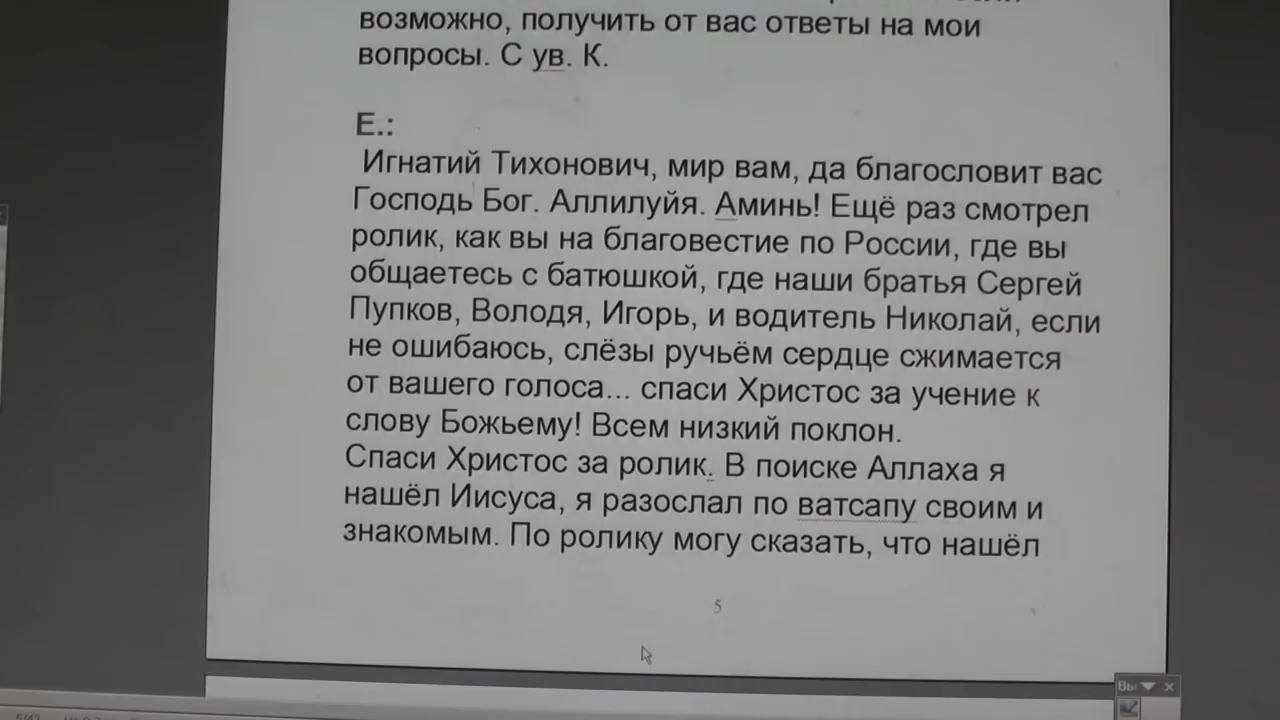 возможно, получить от вас ответы на мои
вопросы. С ув. К.
Е.:
Игнатий Тихонович, мир вам, да благословит вас
Господь Бог. Аллилуйя. Аминь! Ещё раз смотрел
ролик, как вы на благовестие по России, где вы
общаетесь с батюшкой, где наши братья Сергей
Пупков, Володя, Игорь, и водитель Николай, если
не ошибаюсь, слёзы ручьём сердце сжимается
от вашего голоса... спаси Христос за учение к
слову Божьему! Всем низкий поклон.
Спаси Христос за ролик. В поиске Аллаха я
нашёл Иисуса, я разослал по ватсапу своим и
знакомым. По ролику могу сказать, что нашёл
5
Вы